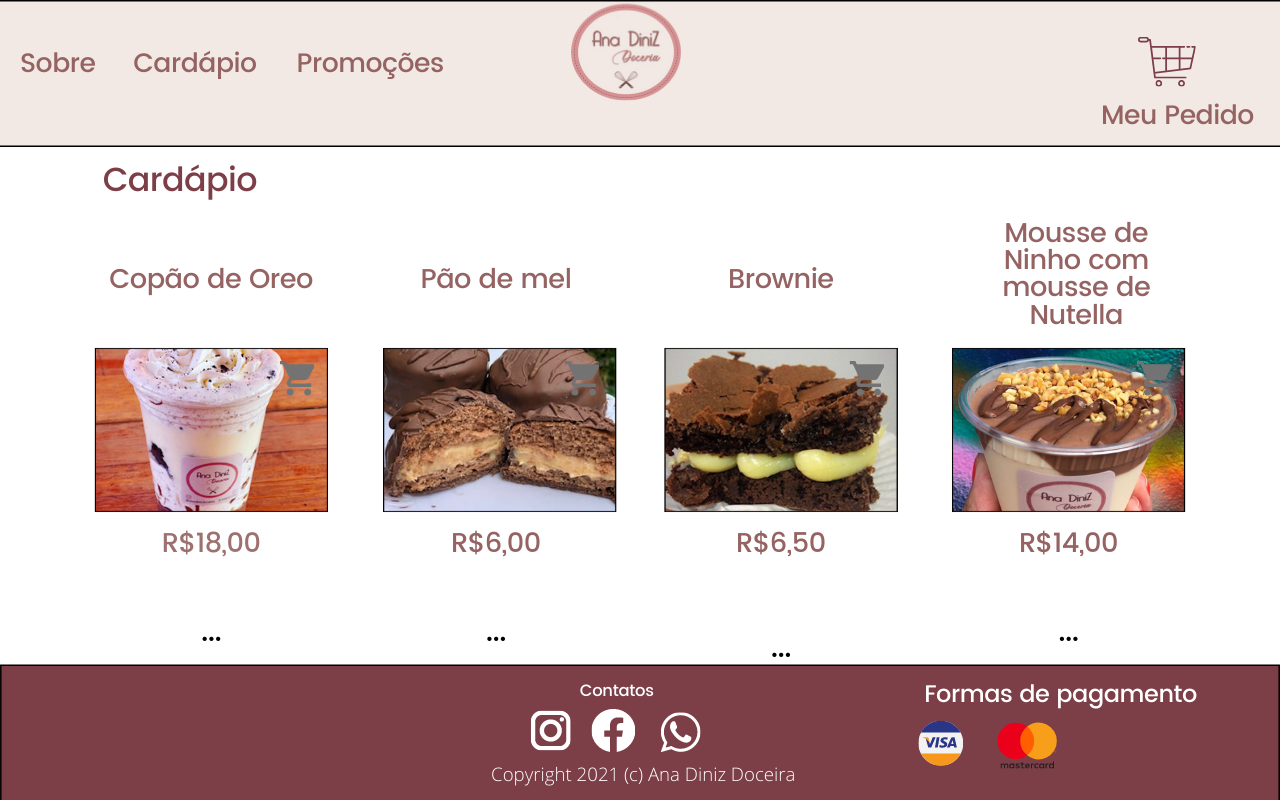 Sobre
Cardápio
Promoções
Ana DiniZ
Doceria
Meu Pedido
Cardápio
Copão de Oreo
Pão de mel
Brownie
Mousse de
Ninho com
mousse de
Nutella
Ana DiniZ
Doceria
Ana DiniZ
Doceria
R$18,00
R$6,00
R$6,50
R$14,00
...
...
...
...
Contatos
Formas de pagamento
VISA
mastercard
Copyright 2021 (c) Ana Diniz Doceira